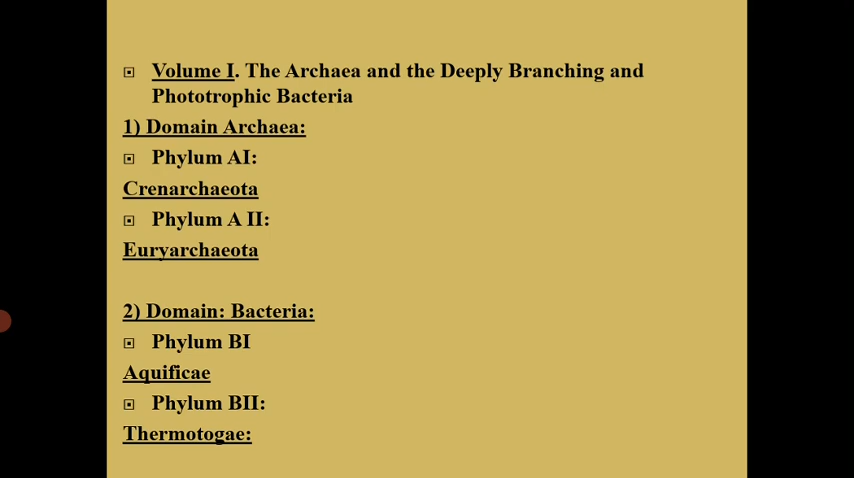 Volume I. The Archaea and the Deeply Branching and
Phototrophic Bacteria
1) Domain Archaea:
Phylum AI:
Crenarchaeota
Phylum A II:
Euryarchaeota
2) Domain: Bacteria:
Phylum BI
Aquificae
Phylum BII:
Thermotogae: